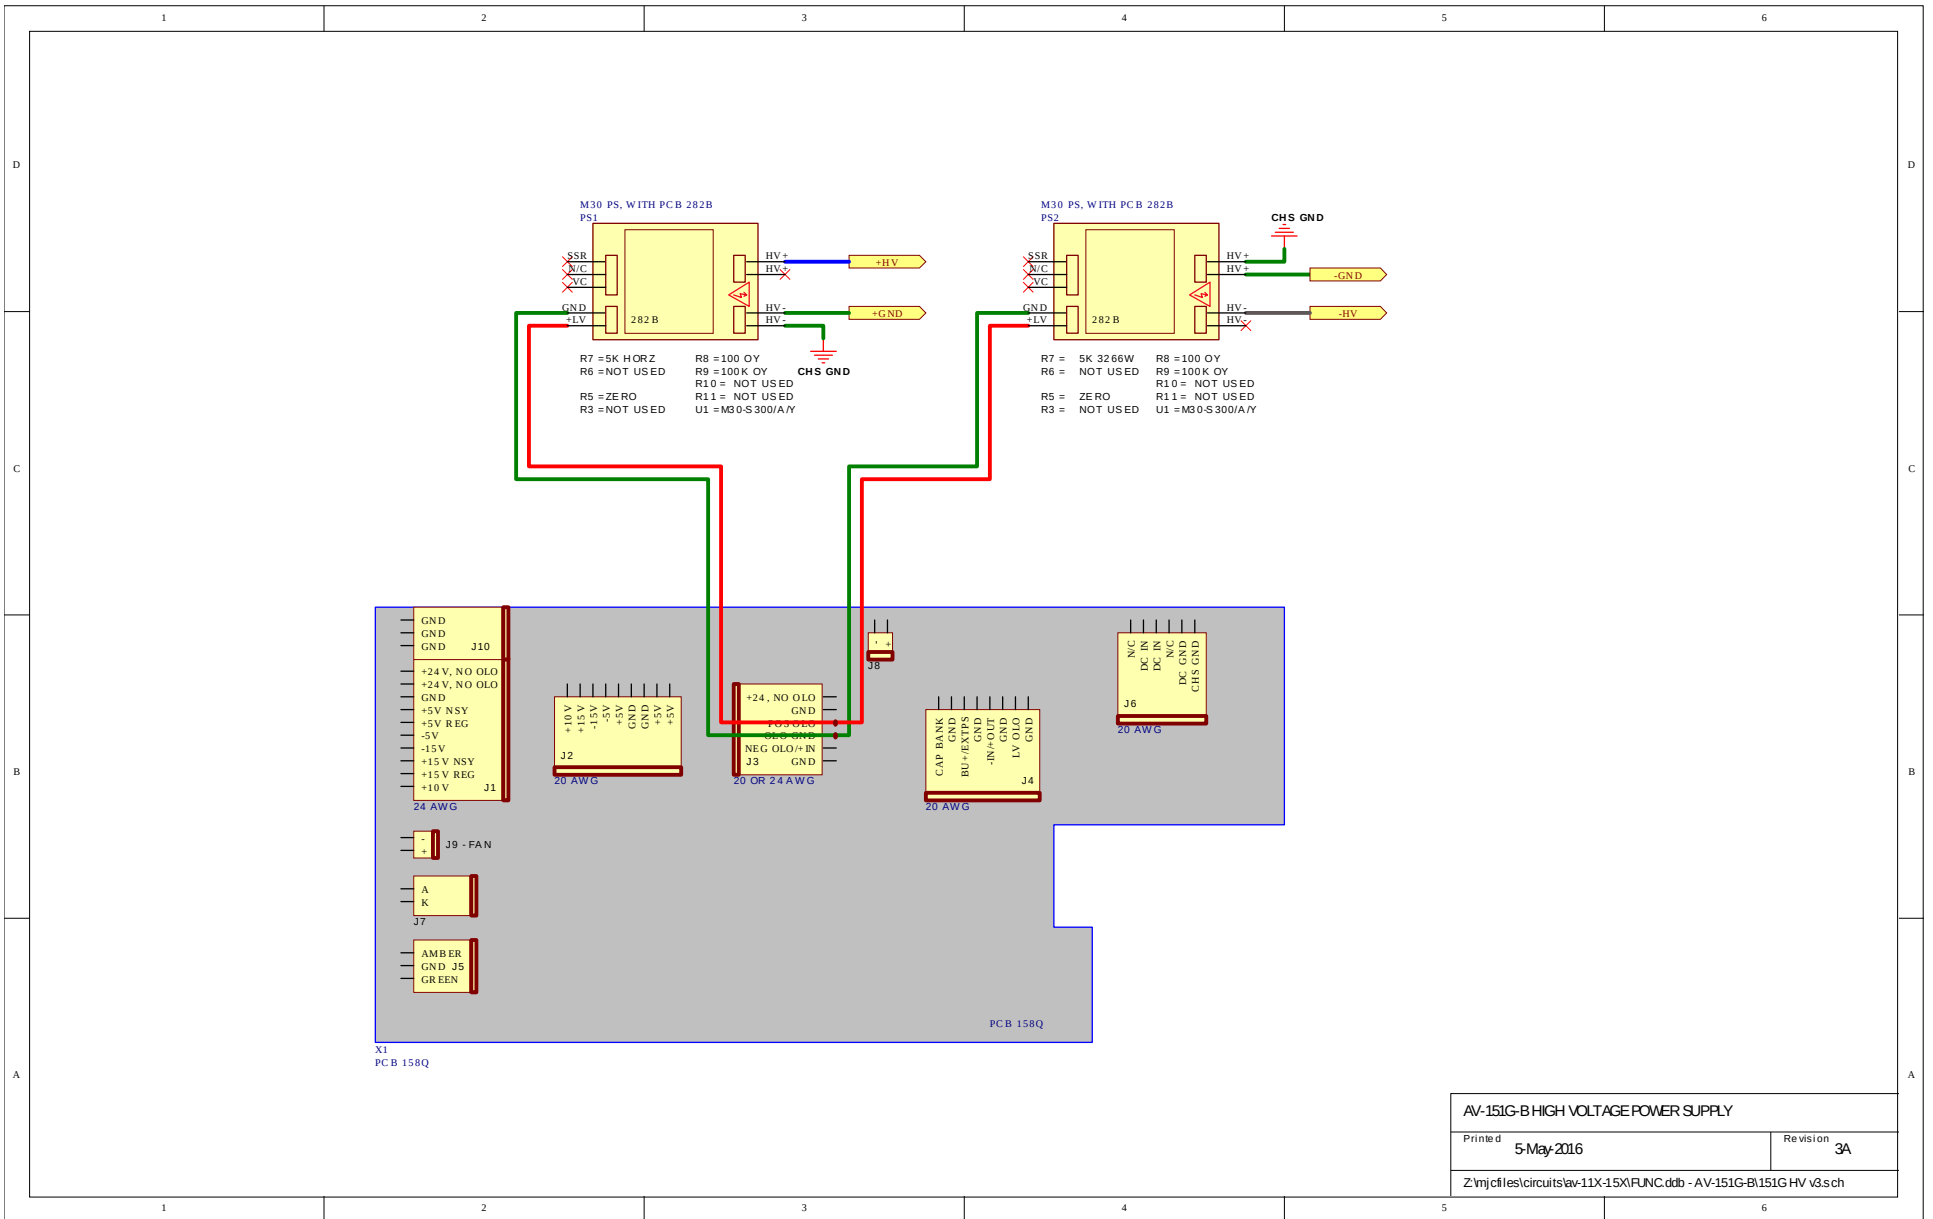 1 2 3 4 5 6
D D
M30 PS, WITH PCB 282B
PS1
SSR
N/C
VC
GND
+LV
282B
HV+
HV+
HV-
HV-
+HV
+GND
CHS GND
R7 =5K HORZ R8 =100 OY
R6 =NOT USED R9 =100K OY
R10 = NOT USED
R5 =ZERO R11 = NOT USED
R3 =NOT USED U1 =M30-S300/A/Y
M30 PS, WITH PCB 282B
PS2
SSR
N/C
VC
GND
+LV
282B
HV+
HV+
HV-
HV-
CHS GND
-GND
-HV
R7 = 5K 3266W R8 =100 OY
R6 = NOT USED R9 =100K OY
R10 = NOT USED
R5 = ZERO R11 = NOT USED
R3 = NOT USED U1 =M30-S300/A/Y
C C
GND
GND
GND J10
+24V, NO OLO
+24V, NO OLO
GND
+5V NSY
+5V REG
-5V
-15V
+15V NSY
+15V REG
+10V J1
24 AWG
+10V
+15V
-15V
-5V
+5V
GND
GND
+5V
+5V
J2
20 AWG
+24, NO OLO
GND
POS OLO
OLO GND
NEG OLO/+IN
J3 GND
20 OR 24 AWG
- +
J8
CAP BANK
GND
BU+/EXTPS
GND
-IN/+OUT
GND
LV OLO
GND
J4
20 AWG
N/C
DC IN
DC IN
N/C
DC GND
CHS GND
J6
20 AWG
B B
-
+
J9 - FAN
A
K
J7
AMBER
GND J5
GREEN
PCB 158Q
X1
PCB 158Q
A A
AV-151G-B HIGH VOLTAGE POWER SUPPLY
Printed 5-May-2016 Revision 3A
Z:\mjcfiles\circuits\av-11X-15X\FUNC.ddb - AV-151G-B\151G HV v3.sch
1 2 3 4 5 6